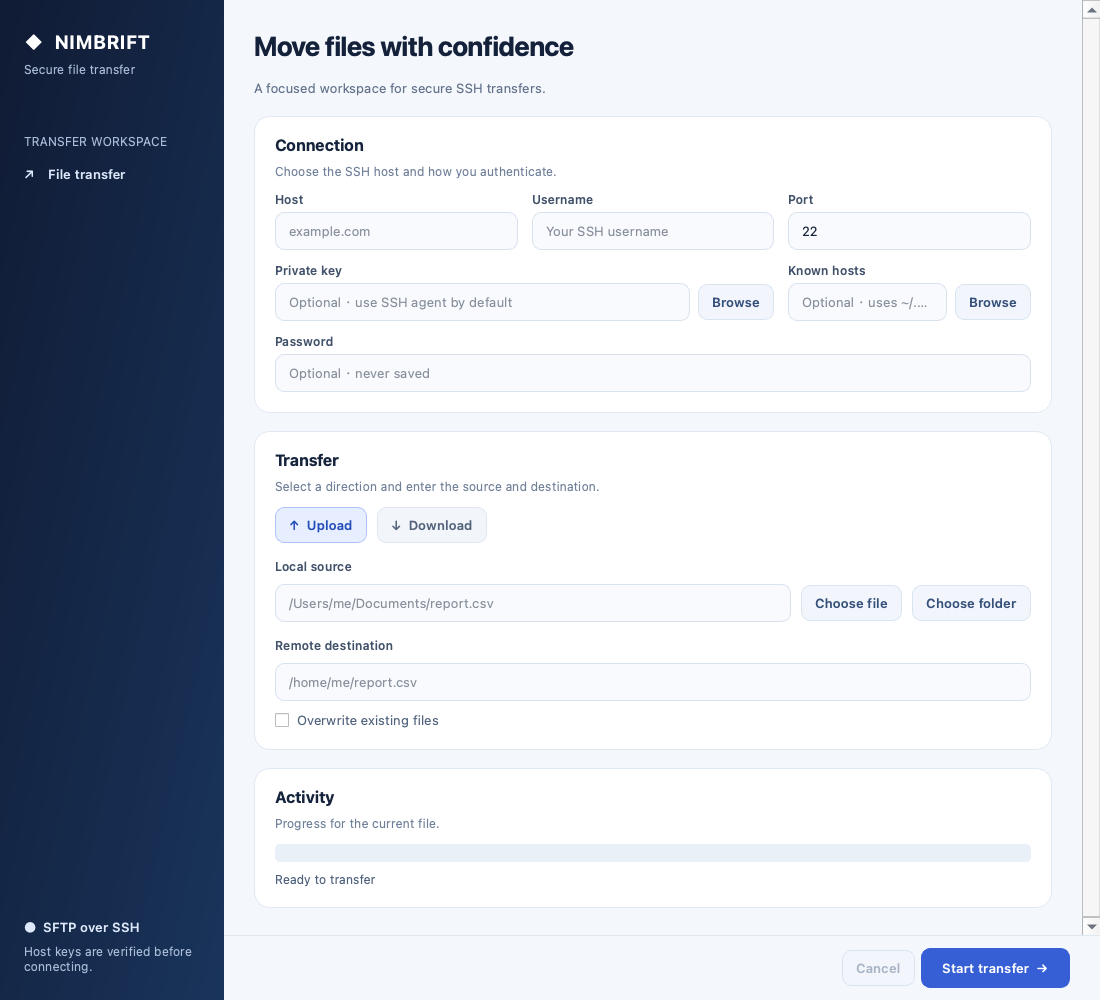 ◆ NIMBRIFT
Secure file transfer
TRANSFER WORKSPACE
↗ File transfer
SFTP over SSH
Host keys are verified before
connecting.
Move files with confidence
A focused workspace for secure SSH transfers.
Connection
Choose the SSH host and how you authenticate.
Host Username Port
example.com Your SSH username 22
Private key Known hosts
Optional · use SSH agent by default Browse Optional · uses ~/.... Browse
Password
Optional · never saved
Transfer
Select a direction and enter the source and destination.
↑ Upload ↓ Download
Local source
/Users/me/Documents/report.csv Choose file Choose folder
Remote destination
/home/me/report.csv
Overwrite existing files
Activity
Progress for the current file.
Ready to transfer
Cancel Start transfer →